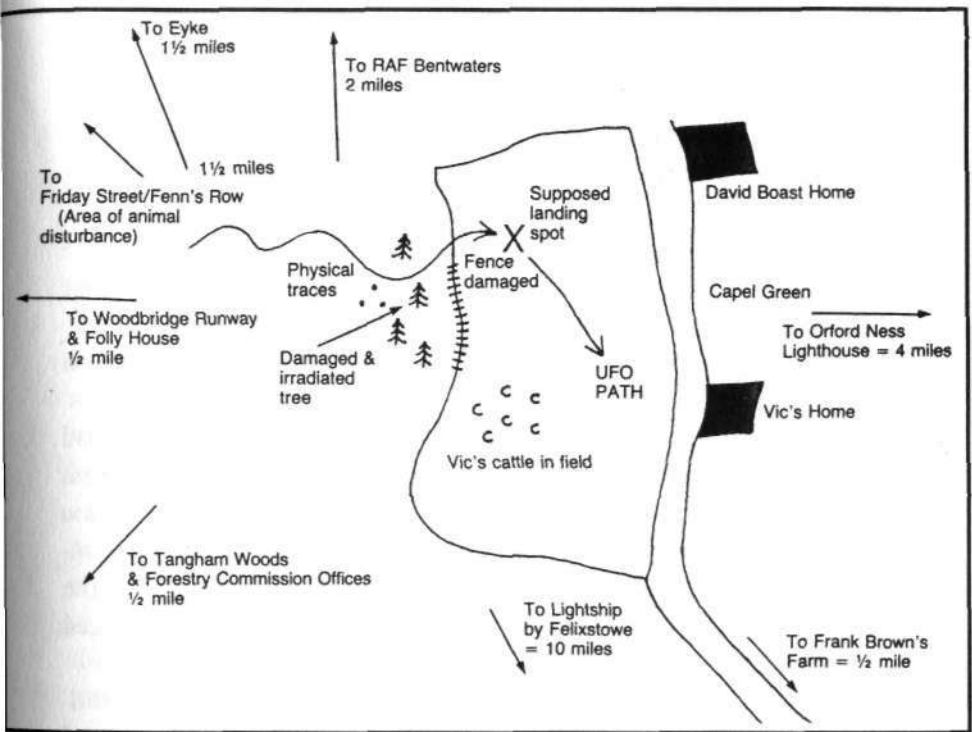 To Eyke
1½ miles
To RAF Bentwaters
2 miles
1½ miles
To
Friday Street/Fenn's Row
(Area of animal
disturbance)
Supposed
landing
spot
X
David Boast Home
Physical
traces
Fence
damaged
To Woodbridge Runway
& Folly House
½ mile
Capel Green
To Orford Ness
Lighthouse = 4 miles
Damaged &
irradiated
tree
UFO
PATH
Vic's Home
Vic's cattle in field
To Tangham Woods
& Forestry Commission Offices
½ mile
To Lightship
by Felixstowe
= 10 miles
To Frank Brown's
Farm = ½ mile